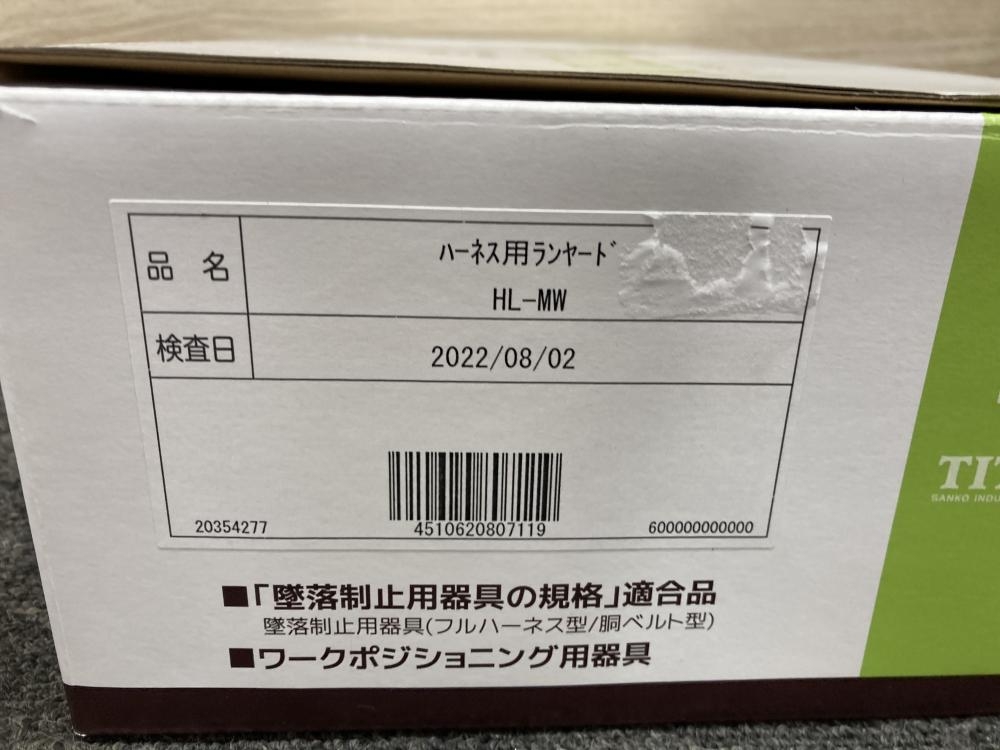 品 名
ﾊｰﾈｽ用ﾗﾝﾔｰﾄﾞ
HL-MW
検査日
2022/08/02
4510620807119
20354277
600000000000
■「墜落制止用器具の規格」適合品
墜落制止用器具(フルハーネス型/胴ベルト型)
■ワークポジショニング用器具
SANKO